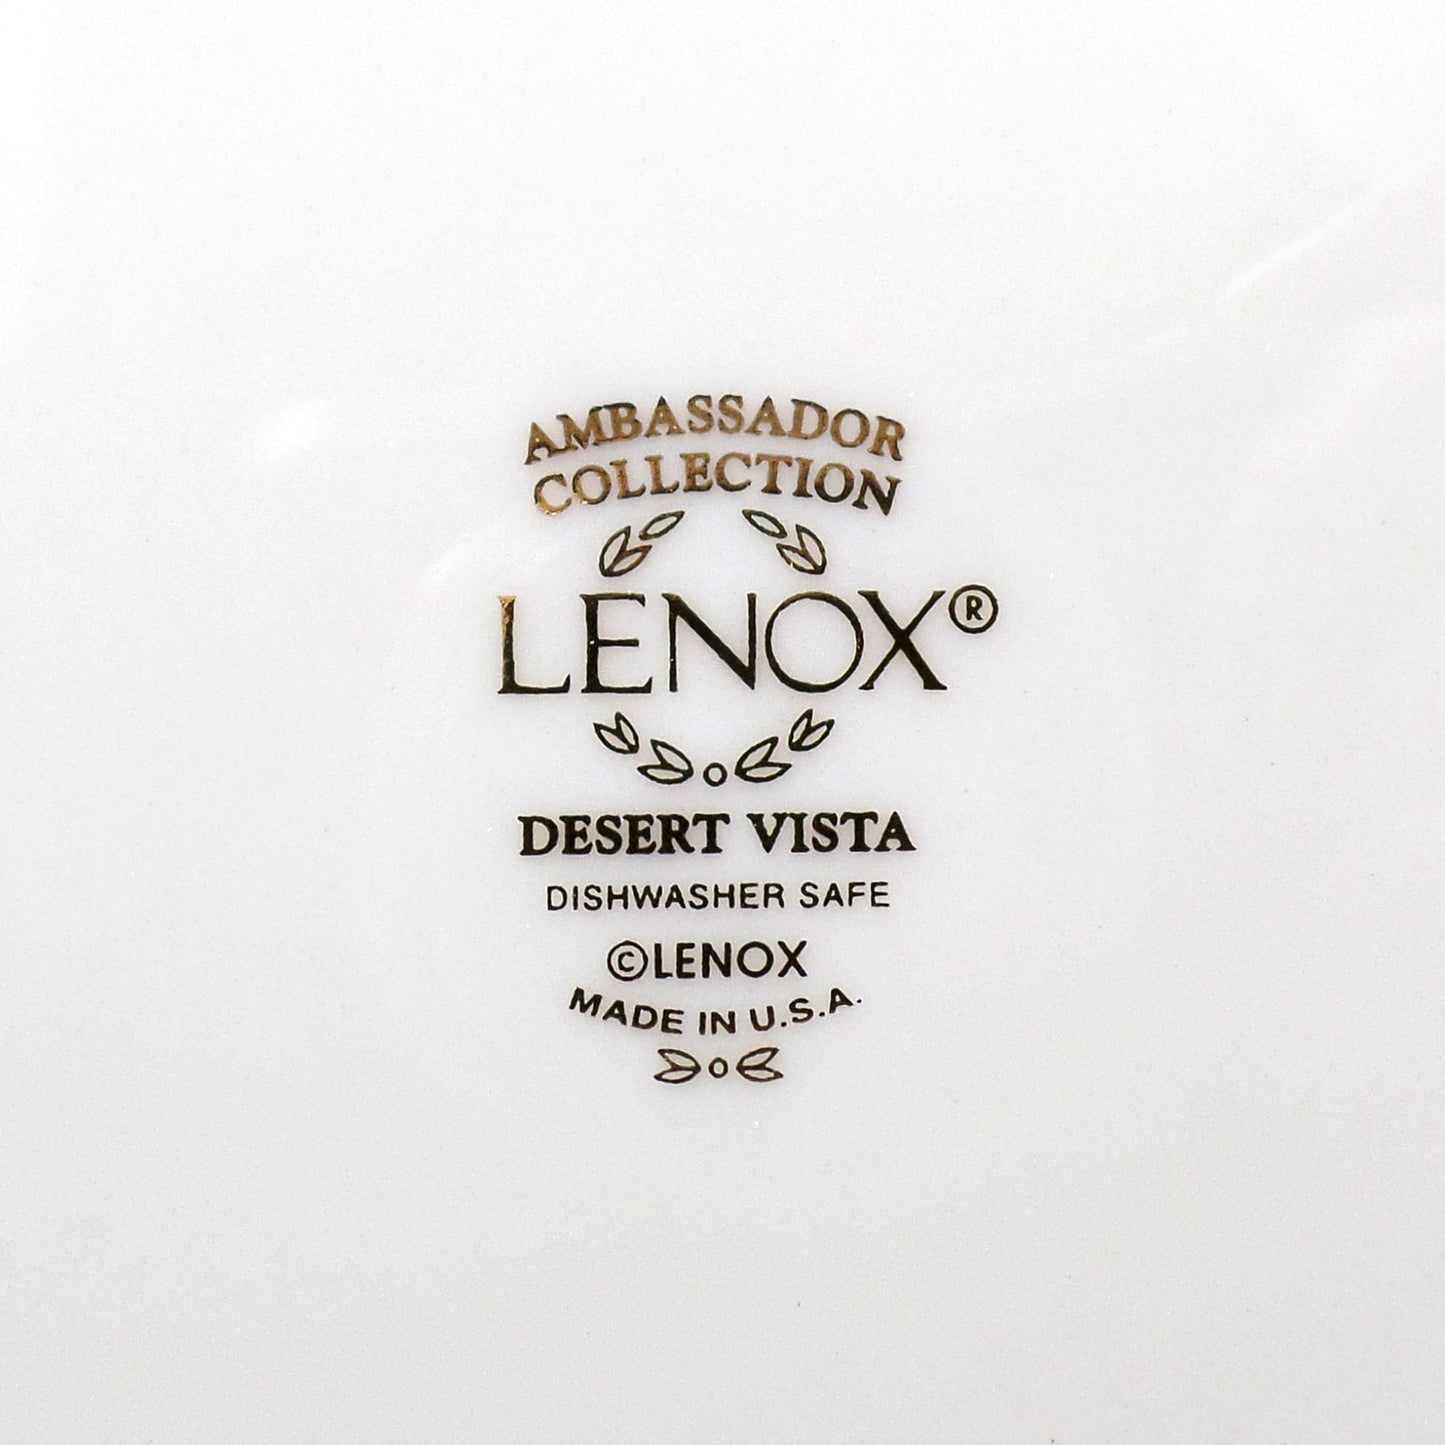 AMBASSADOR
COLLECTION
LENOX®
DESERT VISTA
DISHWASHER SAFE
©LENOX
MADE IN U.S.A.